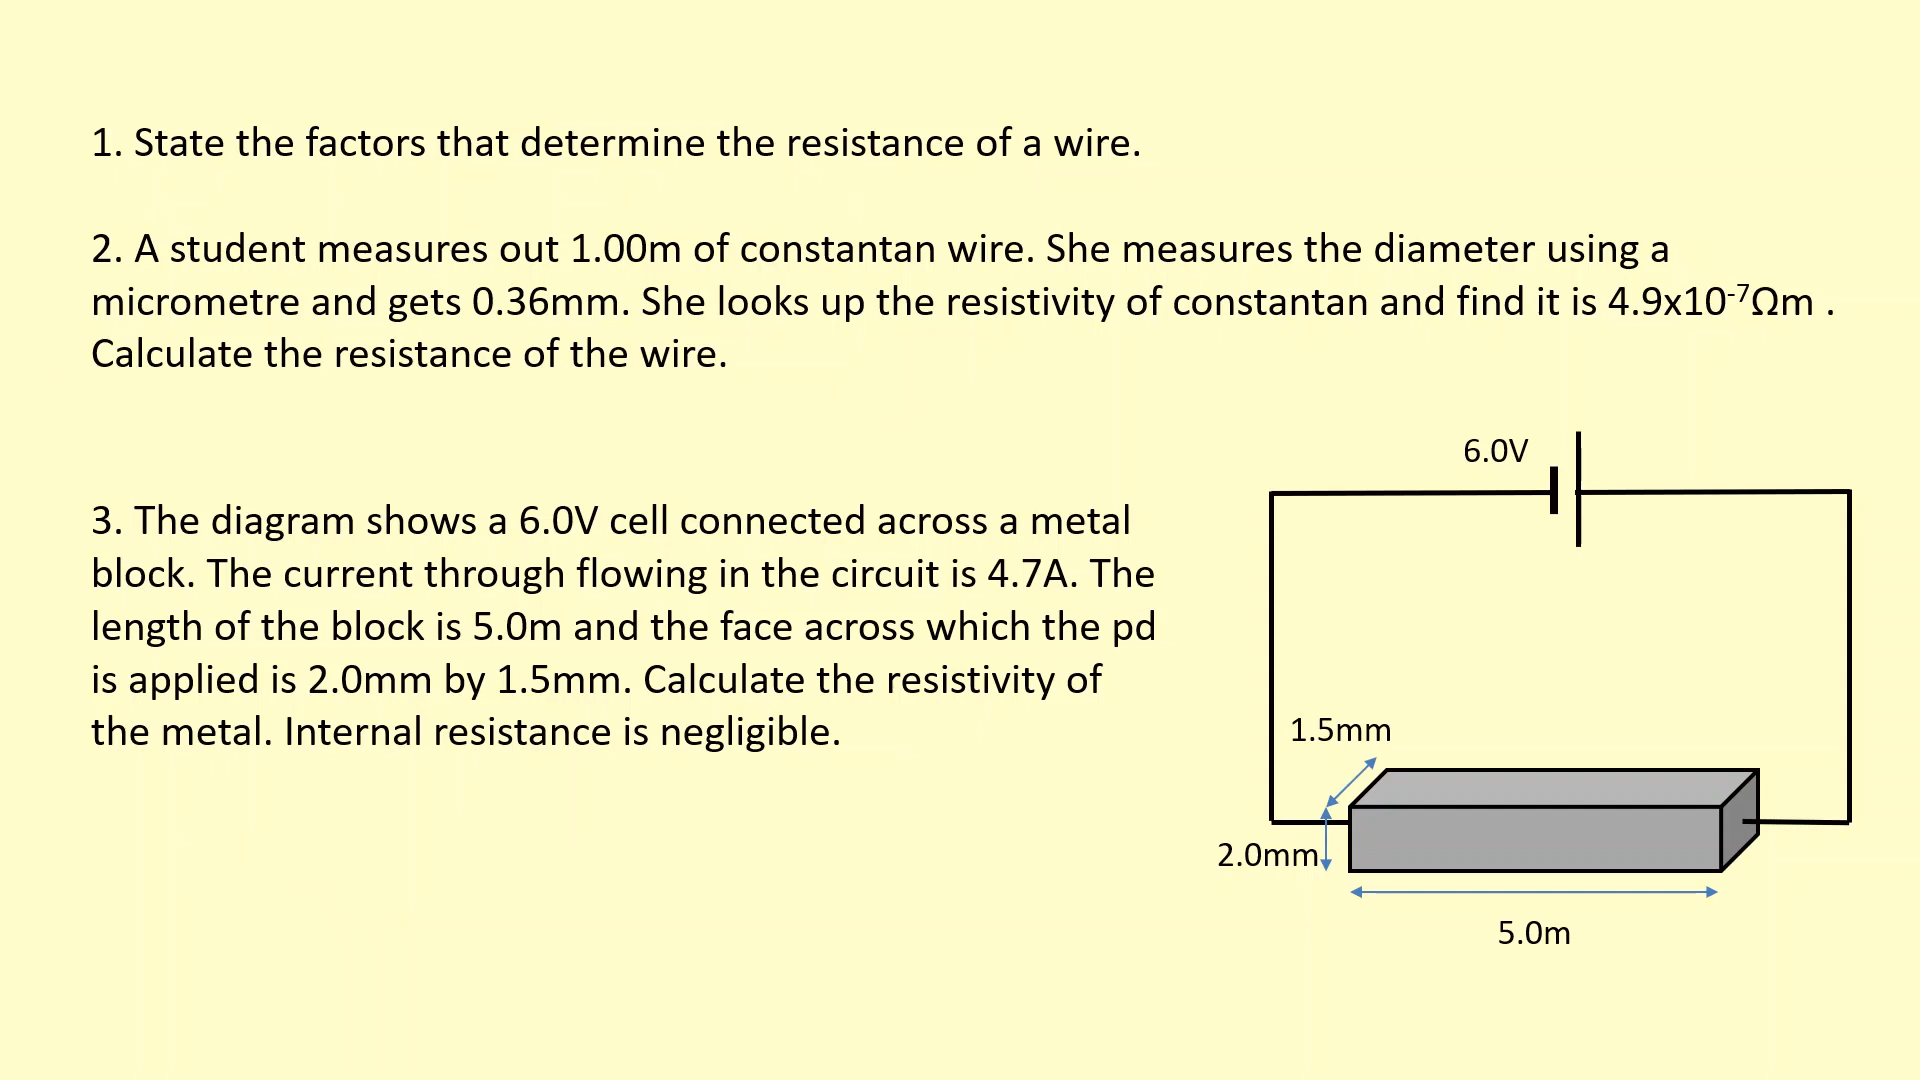 1. State the factors that determine the resistance of a wire.
2. A student measures out 1.00m of constantan wire. She measures the diameter using a
micrometre and gets 0.36mm. She looks up the resistivity of constantan and find it is 4.9x10⁻⁷Ωm .
Calculate the resistance of the wire.
3. The diagram shows a 6.0V cell connected across a metal
block. The current through flowing in the circuit is 4.7A. The
length of the block is 5.0m and the face across which the pd
is applied is 2.0mm by 1.5mm. Calculate the resistivity of
the metal. Internal resistance is negligible.
6.0V
1.5mm
2.0mm
5.0m